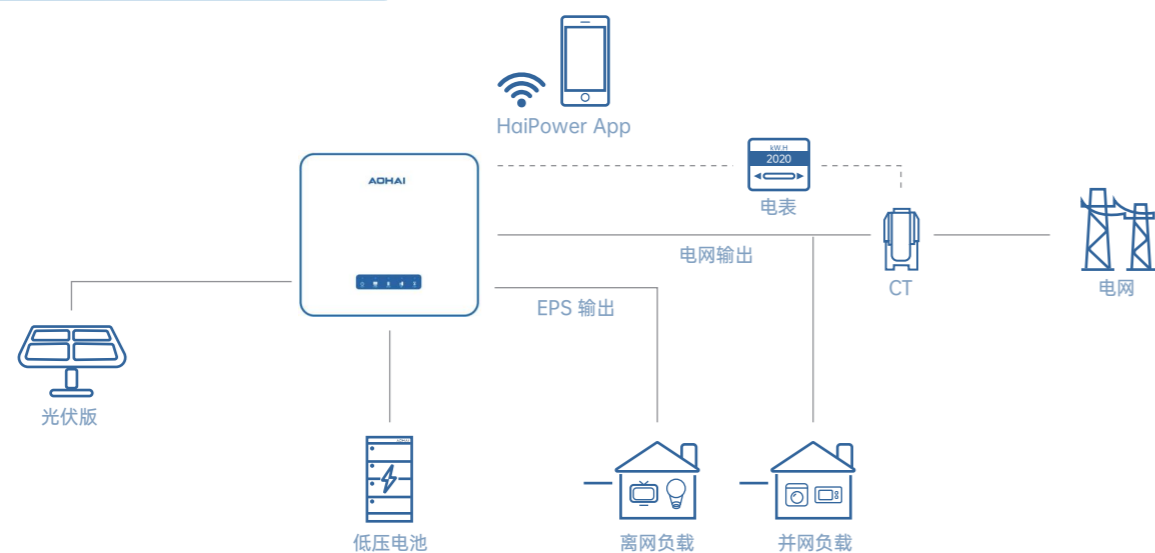 HaiPower App
AOHAI
kW.H
2020
电表
电网输出
CT
电网
EPS 输出
光伏版
低压电池
离网负载
并网负载